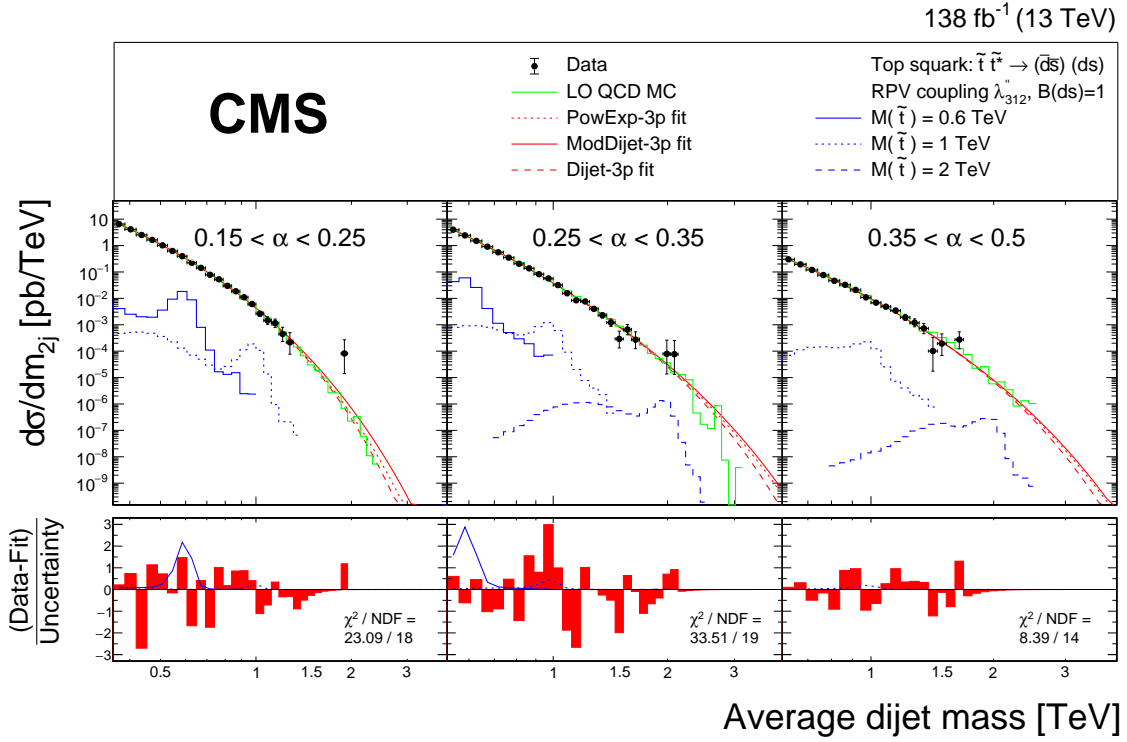 138 fb⁻¹ (13 TeV)
CMS
Data
LO QCD MC
PowExp-3p fit
ModDijet-3p fit
Dijet-3p fit
Top squark: t̃ t̃* → (d̄s̄) (ds)
RPV coupling λ''₃₁₂, B(ds)=1
M( t̃ ) = 0.6 TeV
M( t̃ ) = 1 TeV
M( t̃ ) = 2 TeV
dσ/dm₂ⱼ [pb/TeV]
10
1
10⁻¹
10⁻²
10⁻³
10⁻⁴
10⁻⁵
10⁻⁶
10⁻⁷
10⁻⁸
10⁻⁹
0.15 < α < 0.25
0.25 < α < 0.35
0.35 < α < 0.5
(Data-Fit)
Uncertainty
3
2
1
0
−1
−2
−3
χ² / NDF =
23.09 / 18
χ² / NDF =
33.51 / 19
χ² / NDF =
8.39 / 14
0.5 1 1.5 2 3
1 1.5 2 3
1 1.5 2 3
Average dijet mass [TeV]